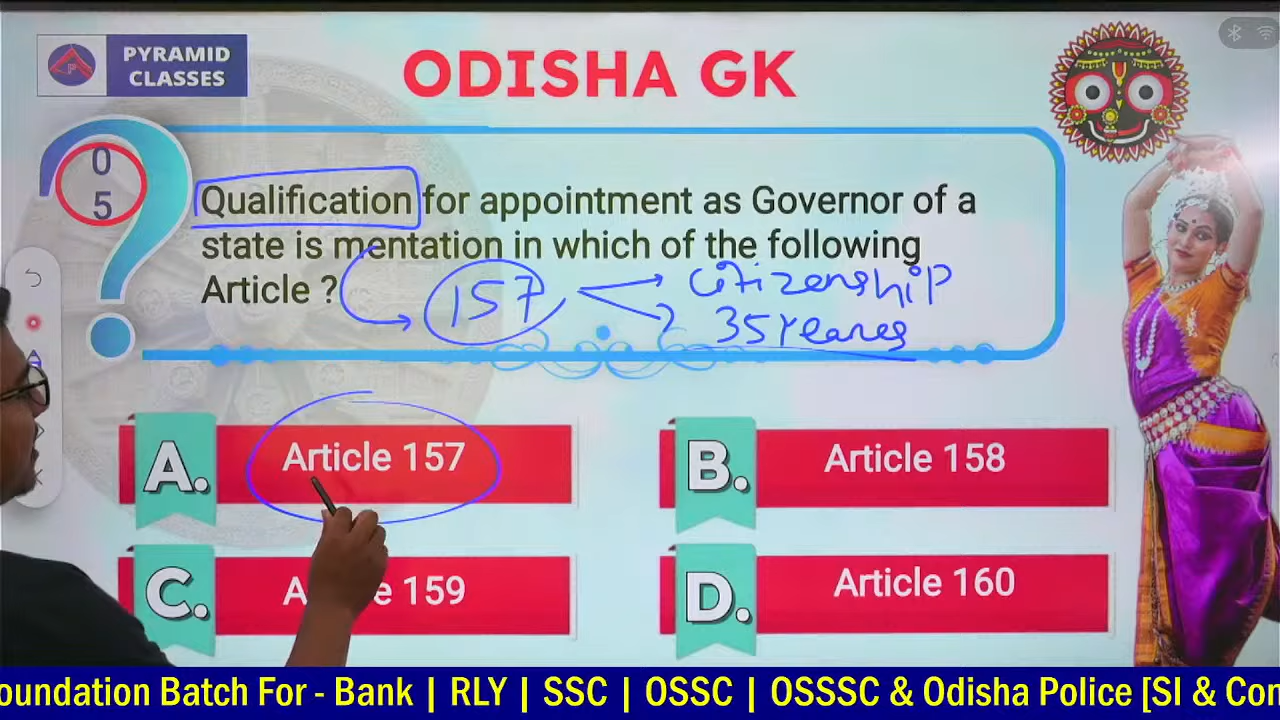 PYRAMID
CLASSES
ODISHA GK
0
5
Qualification for appointment as Governor of a
state is mentation in which of the following
Article ?
157
citizenship
35 Yeares
A. Article 157
B. Article 158
C. A e 159
D. Article 160
oundation Batch For - Bank | RLY | SSC | OSSC | OSSSC & Odisha Police [SI & Con